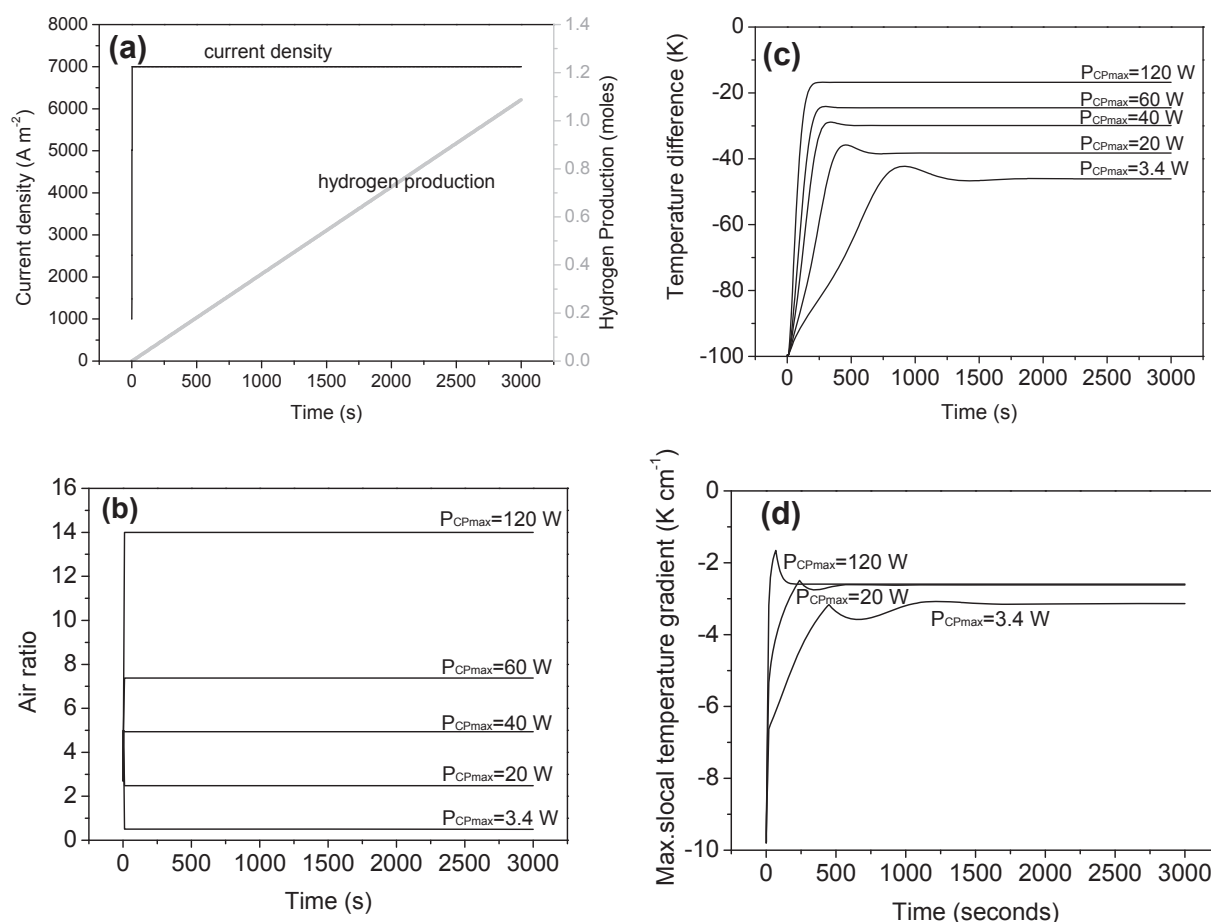 (a)
current density
hydrogen production
Current density (A m⁻²)
8000
7000
6000
5000
4000
3000
2000
1000
0
Hydrogen Production (moles)
1.4
1.2
1.0
0.8
0.6
0.4
0.2
0.0
0 500 1000 1500 2000 2500 3000
Time (s)
(b)
Air ratio
16
14
12
10
8
6
4
2
0
PCPmax=120 W
PCPmax=60 W
PCPmax=40 W
PCPmax=20 W
PCPmax=3.4 W
0 500 1000 1500 2000 2500 3000
Time (s)
(c)
Temperature difference (K)
0
-20
-40
-60
-80
-100
PCPmax=120 W
PCPmax=60 W
PCPmax=40 W
PCPmax=20 W
PCPmax=3.4 W
0 500 1000 1500 2000 2500 3000
Time (s)
(d)
Max.slocal temperature gradient (K cm⁻¹)
0
-2
-4
-6
-8
-10
PCPmax=120 W
PCPmax=20 W
PCPmax=3.4 W
0 500 1000 1500 2000 2500 3000
Time (seconds)